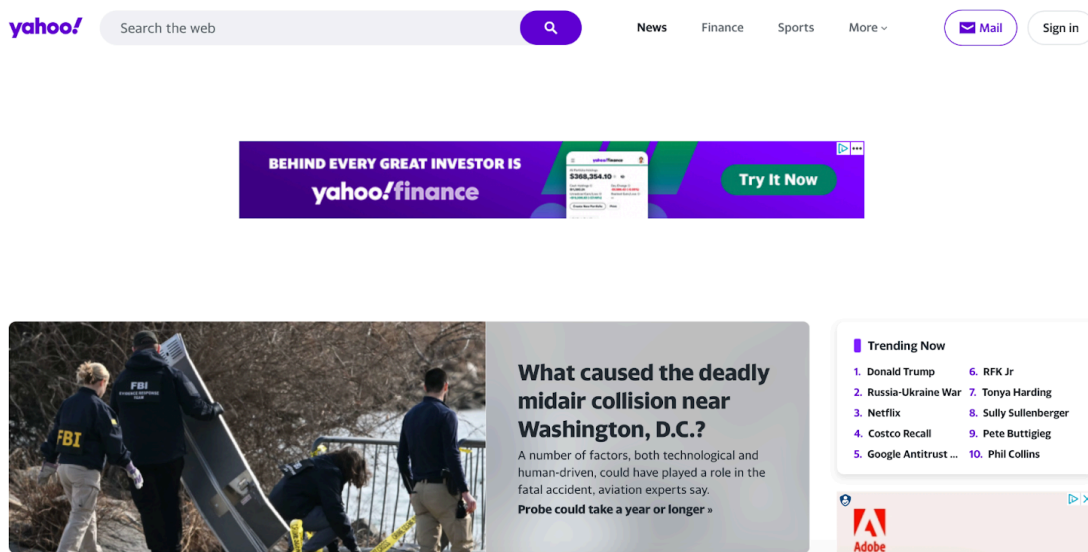 yahoo!
Search the web
News
Finance
Sports
More
Mail
Sign in
BEHIND EVERY GREAT INVESTOR IS
yahoo!finance
yahoo!finance
$368,354.10
Try It Now
FBI
FBI
What caused the deadly
midair collision near
Washington, D.C.?
A number of factors, both technological and
human-driven, could have played a role in the
fatal accident, aviation experts say.
Probe could take a year or longer »
Trending Now
1. Donald Trump
2. Russia-Ukraine War
3. Netflix
4. Costco Recall
5. Google Antitrust ...
6. RFK Jr
7. Tonya Harding
8. Sully Sullenberger
9. Pete Buttigieg
10. Phil Collins
Adobe